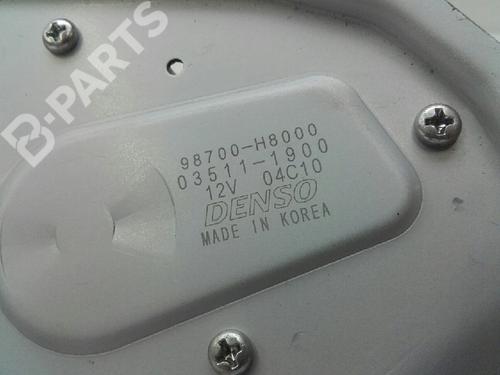 B-PARTS
98700-H8000
03511-1900
12V 04C10
DENSO
MADE IN KOREA